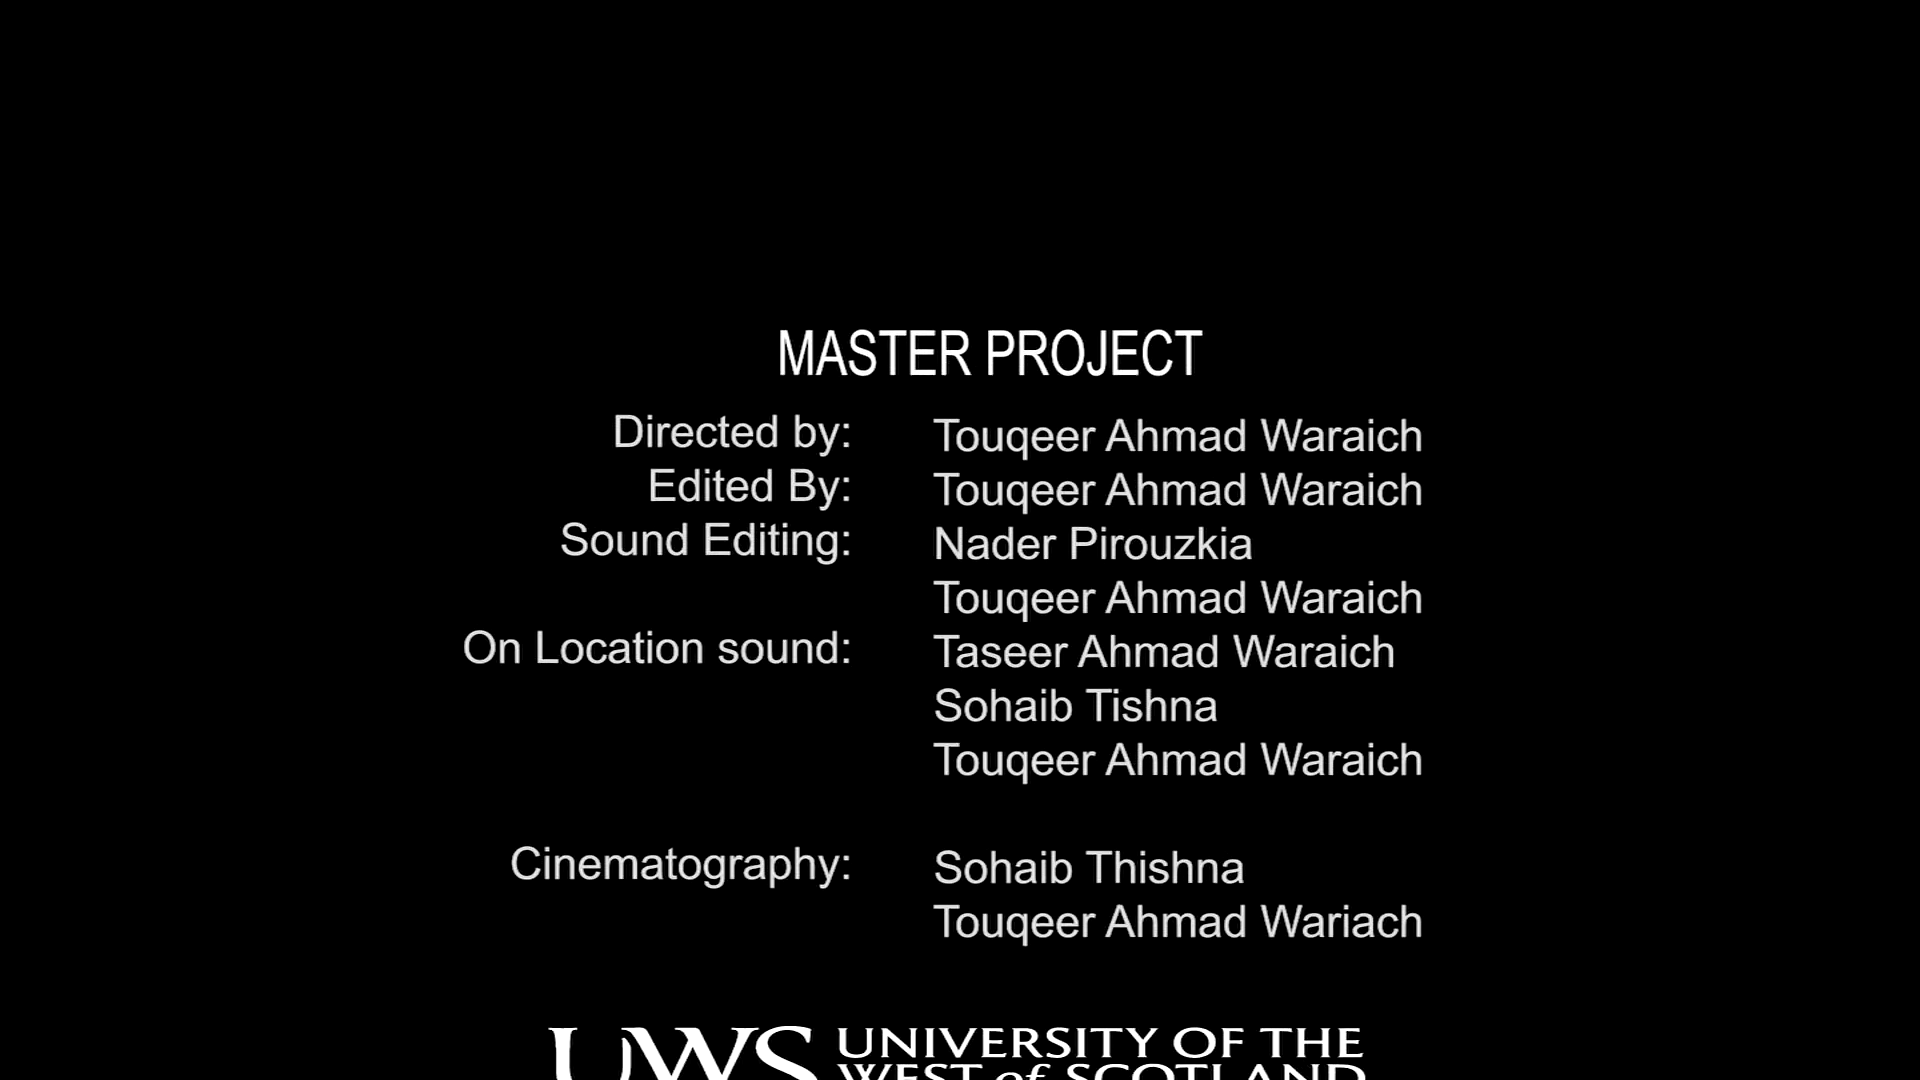 MASTER PROJECT
Directed by: Touqeer Ahmad Waraich
Edited By: Touqeer Ahmad Waraich
Sound Editing: Nader Pirouzkia
Touqeer Ahmad Waraich
On Location sound: Taseer Ahmad Waraich
Sohaib Tishna
Touqeer Ahmad Waraich
Cinematography: Sohaib Thishna
Touqeer Ahmad Wariach
UWS UNIVERSITY OF THE
WEST of SCOTLAND